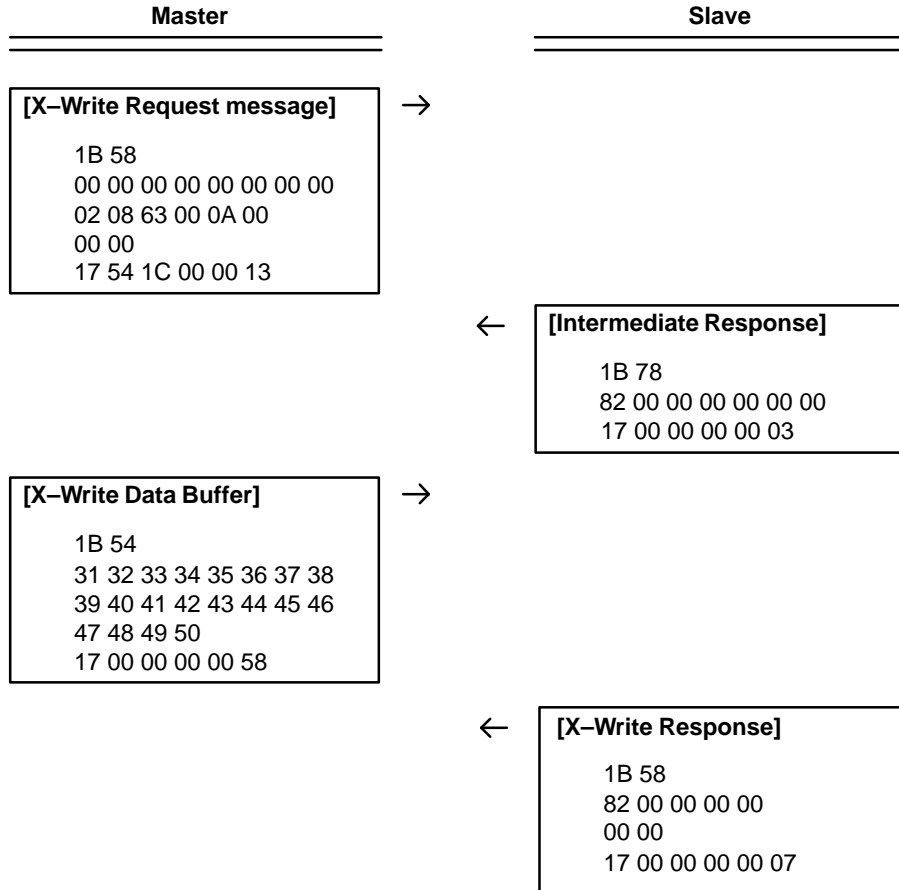 Master
Slave
[X–Write Request message] →
1B 58
00 00 00 00 00 00 00 00
02 08 63 00 0A 00
00 00
17 54 1C 00 00 13
← [Intermediate Response]
1B 78
82 00 00 00 00 00 00
17 00 00 00 00 03
[X–Write Data Buffer] →
1B 54
31 32 33 34 35 36 37 38
39 40 41 42 43 44 45 46
47 48 49 50
17 00 00 00 00 58
← [X–Write Response]
1B 58
82 00 00 00 00
00 00
17 00 00 00 00 07